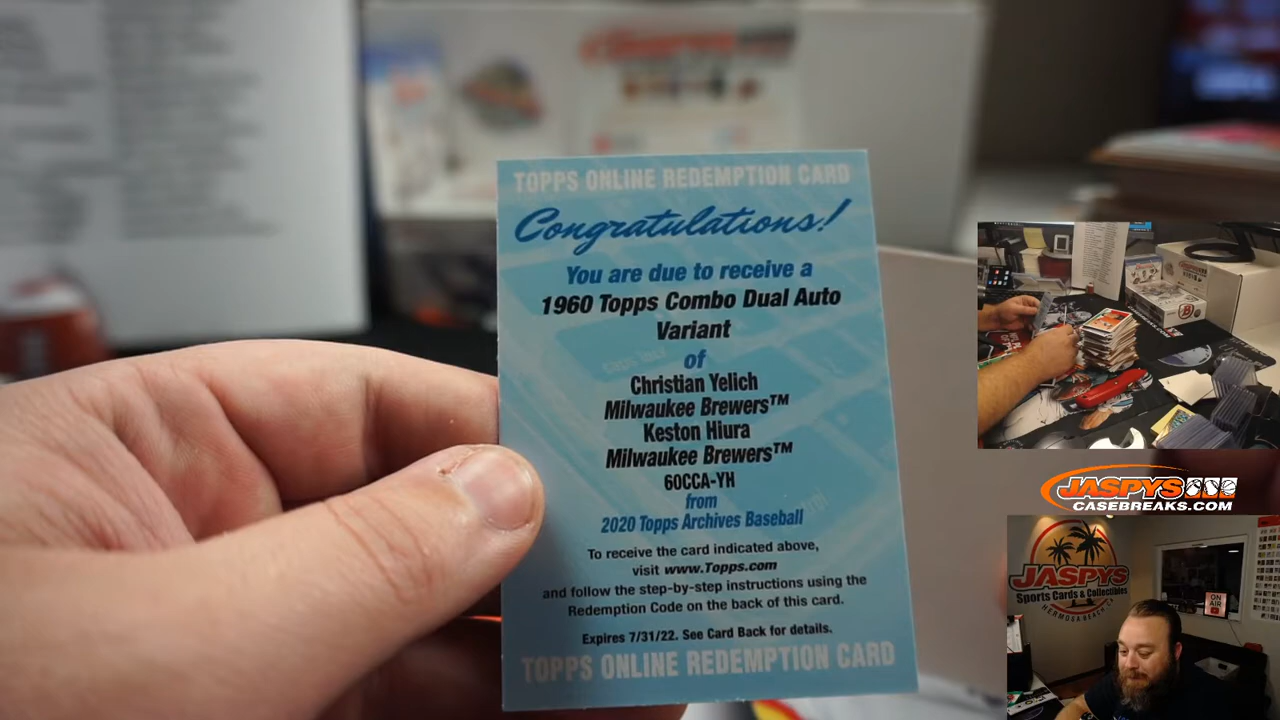 TOPPS ONLINE REDEMPTION CARD
Congratulations!
You are due to receive a
1960 Topps Combo Dual Auto
Variant
of
Christian Yelich
Milwaukee Brewers™
Keston Hiura
Milwaukee Brewers™
60CCA-YH
from
2020 Topps Archives Baseball
To receive the card indicated above,
visit www.Topps.com
and follow the step-by-step instructions using the
Redemption Code on the back of this card.
Expires 7/31/22. See Card Back for details.
TOPPS ONLINE REDEMPTION CARD
JASPYS
CASEBREAKS.COM
JASPYS
Sports Cards & Collectibles
HERMOSA BEACH, CA
ON
AIR